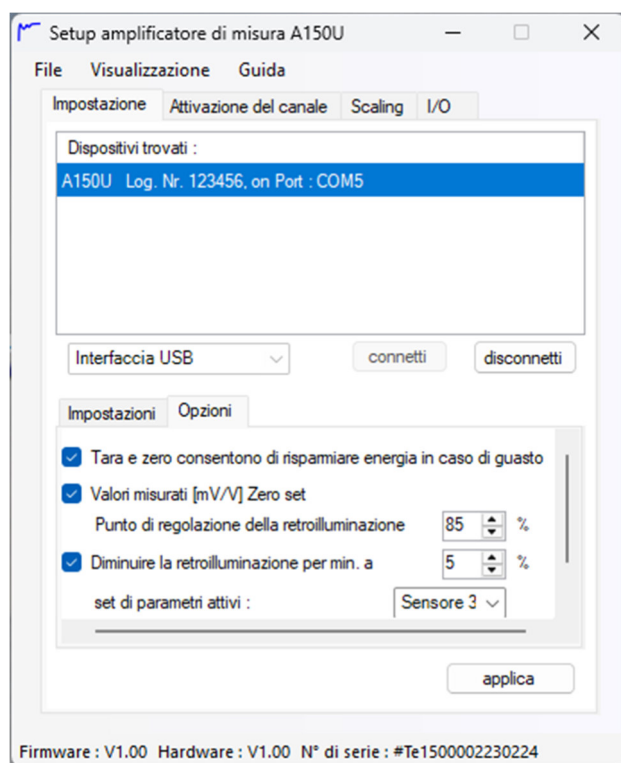 Setup amplificatore di misura A150U
File Visualizzazione Guida
Impostazione Attivazione del canale Scaling I/O
Dispositivi trovati :
A150U Log. Nr. 123456, on Port : COM5
Interfaccia USB connetti disconnetti
Impostazioni Opzioni
Tara e zero consentono di risparmiare energia in caso di guasto
Valori misurati [mV/V] Zero set
Punto di regolazione della retroilluminazione 85 %
Diminuire la retroilluminazione per min. a 5 %
set di parametri attivi : Sensore 3
applica
Firmware : V1.00 Hardware : V1.00 N° di serie : #Te1500002230224